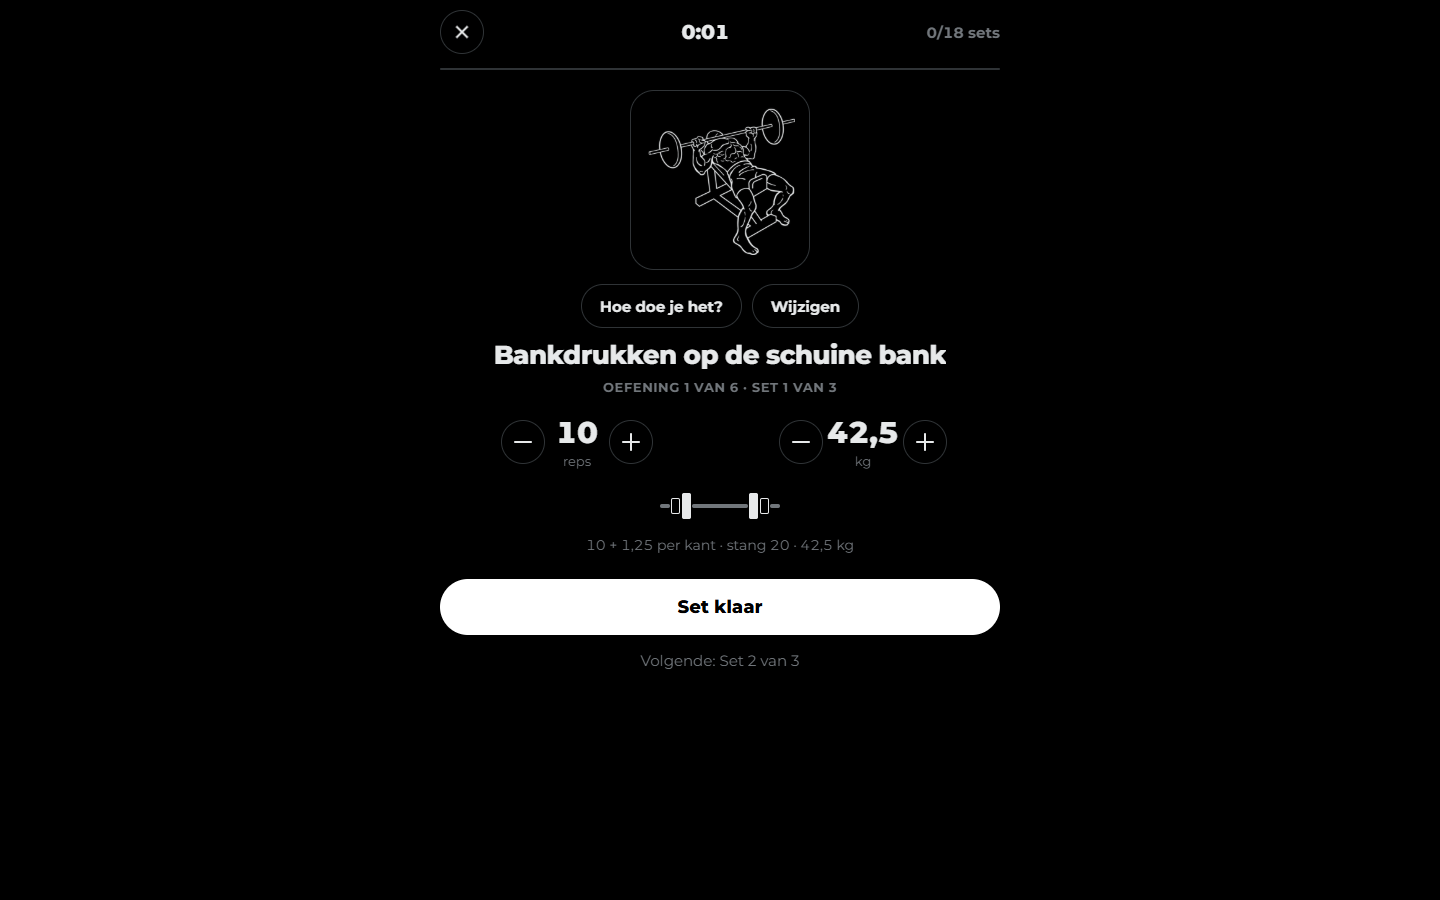 0:01
0/18 sets
Hoe doe je het?
Wijzigen
Bankdrukken op de schuine bank
OEFENING 1 VAN 6 · SET 1 VAN 3
10
reps
42,5
kg
10 + 1,25 per kant · stang 20 · 42,5 kg
Set klaar
Volgende: Set 2 van 3